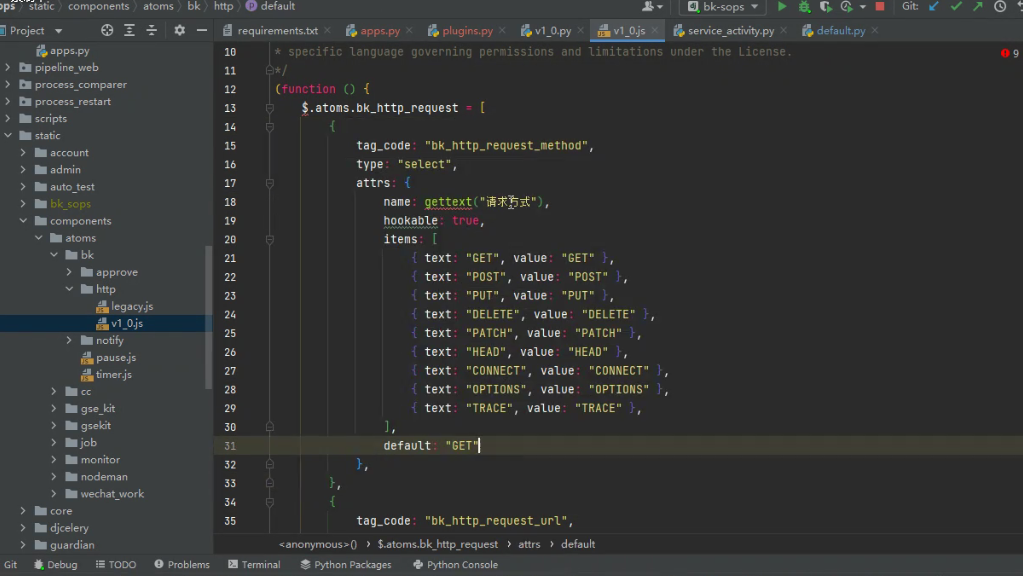 ops static components atoms bk http default
bk-sops Git:
Project requirements.txt apps.py plugins.py v1_0.py v1_0.js service_activity.py default.py
apps.py
pipeline_web
process_comparer
process_restart
scripts
static
account
admin
auto_test
bk_sops
components
atoms
bk
approve
http
legacy.js
v1_0.js
notify
pause.js
timer.js
cc
gse_kit
gsekit
job
monitor
nodeman
wechat_work
core
djcelery
guardian
10 * specific language governing permissions and limitations under the License.
11 */
12 (function () {
13 $.atoms.bk_http_request = [
14 {
15 tag_code: "bk_http_request_method",
16 type: "select",
17 attrs: {
18 name: gettext("请求方式"),
19 hookable: true,
20 items: [
21 { text: "GET", value: "GET" },
22 { text: "POST", value: "POST" },
23 { text: "PUT", value: "PUT" },
24 { text: "DELETE", value: "DELETE" },
25 { text: "PATCH", value: "PATCH" },
26 { text: "HEAD", value: "HEAD" },
27 { text: "CONNECT", value: "CONNECT" },
28 { text: "OPTIONS", value: "OPTIONS" },
29 { text: "TRACE", value: "TRACE" },
30 ],
31 default: "GET"
32 },
33 },
34 {
35 tag_code: "bk_http_request_url",
9
<anonymous>() $.atoms.bk_http_request attrs default
Git Debug TODO Problems Terminal Python Packages Python Console